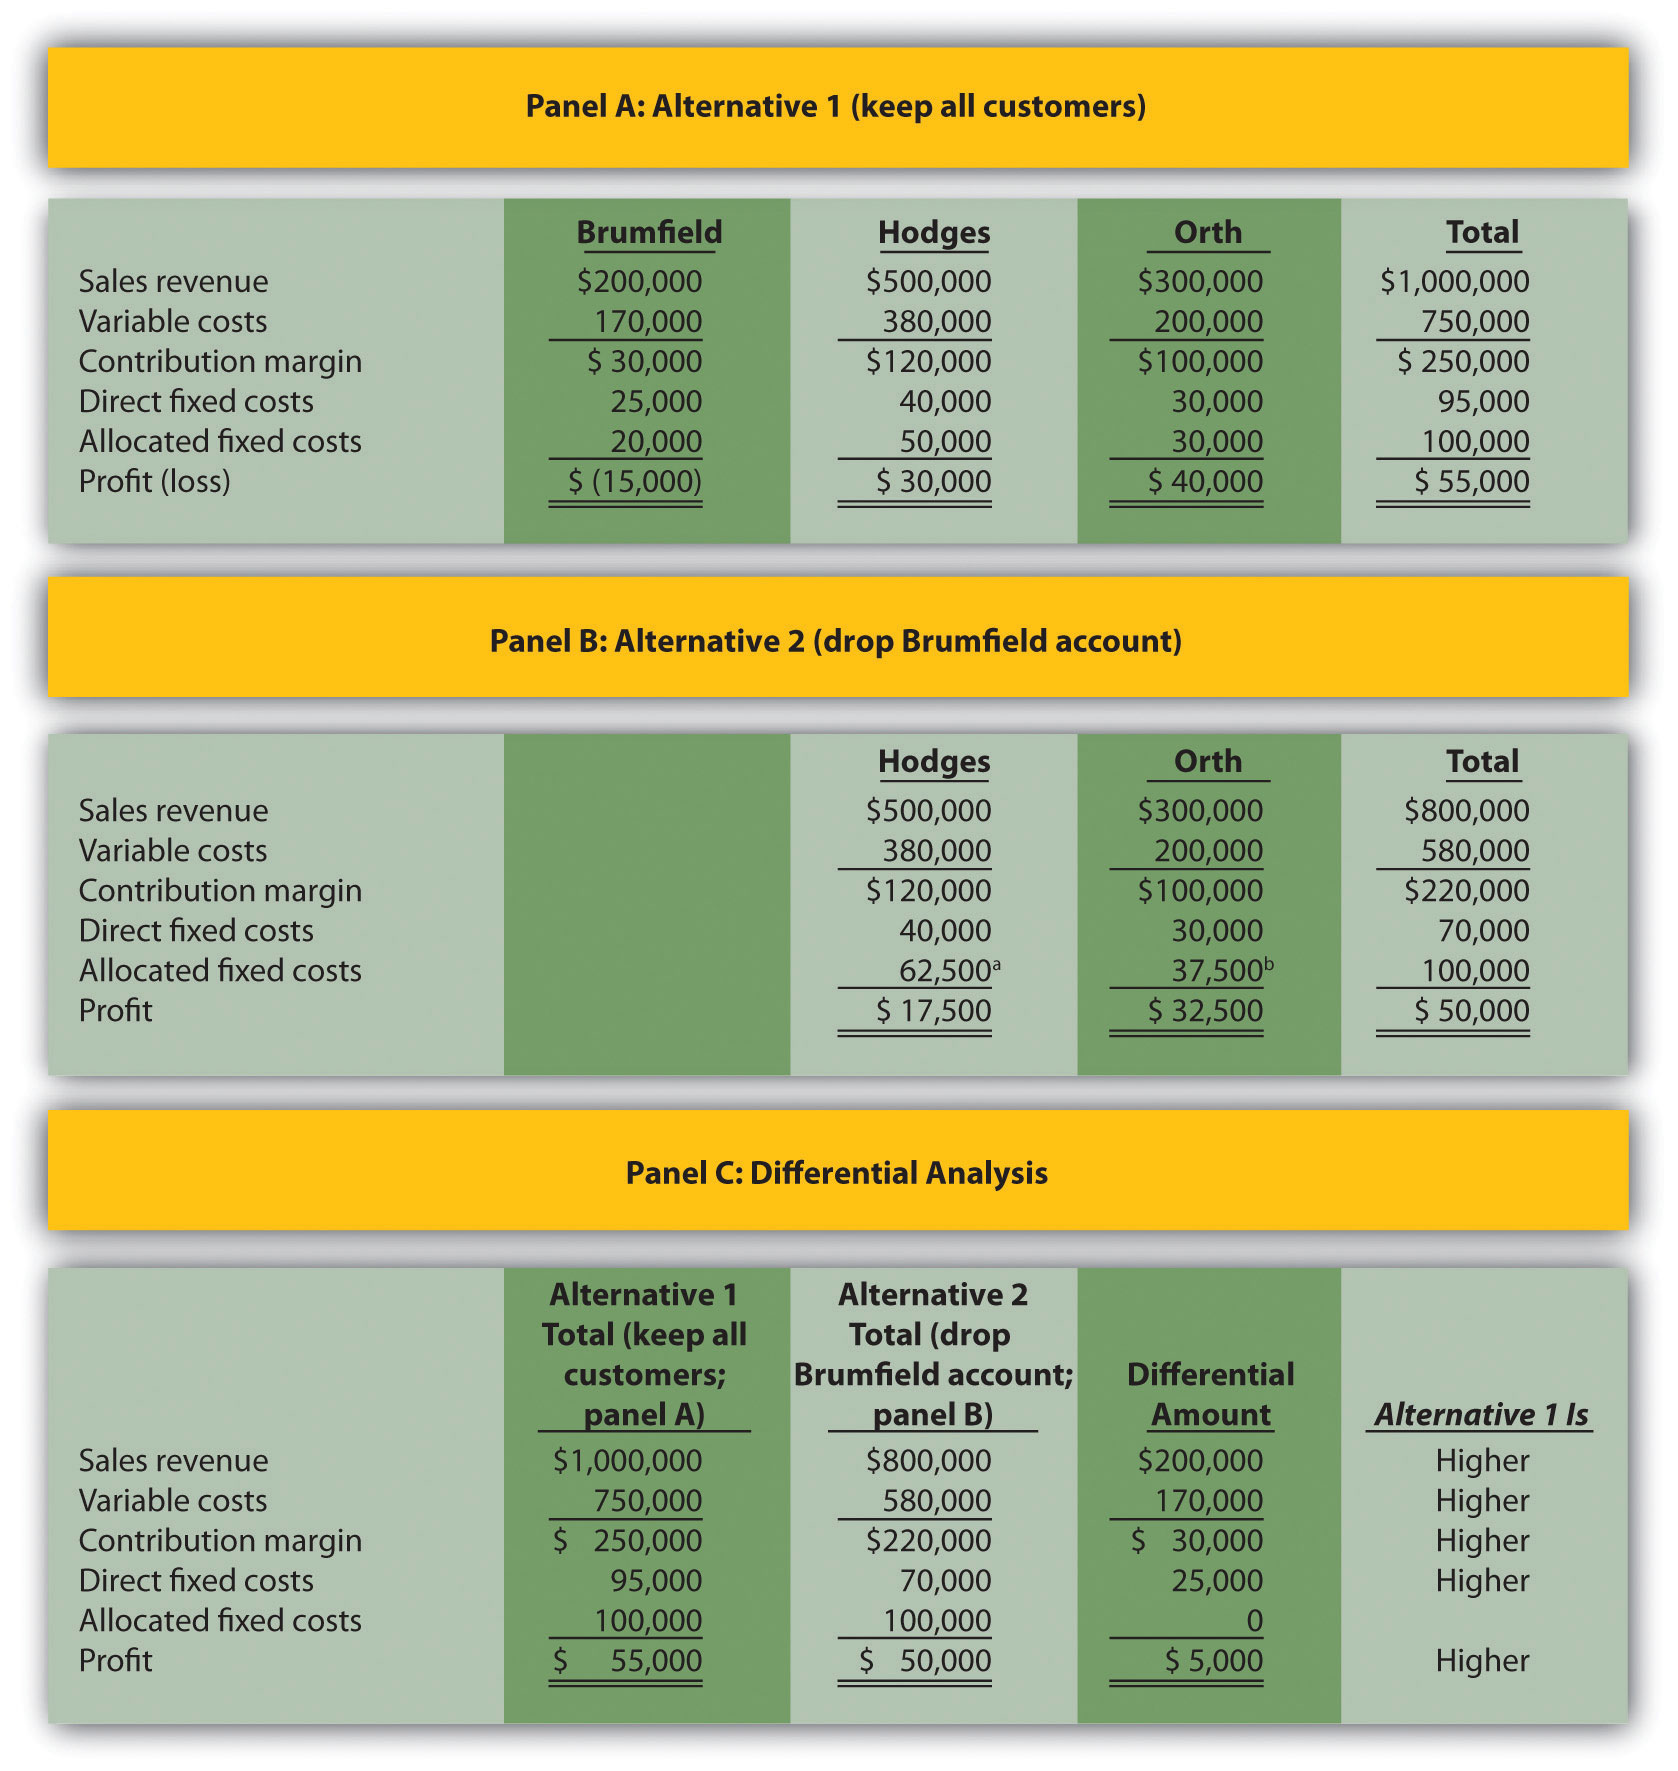 Panel A: Alternative 1 (keep all customers)
Brumfield Hodges Orth Total
Sales revenue $200,000 $500,000 $300,000 $1,000,000
Variable costs 170,000 380,000 200,000 750,000
Contribution margin $ 30,000 $120,000 $100,000 $ 250,000
Direct fixed costs 25,000 40,000 30,000 95,000
Allocated fixed costs 20,000 50,000 30,000 100,000
Profit (loss) $ (15,000) $ 30,000 $ 40,000 $ 55,000
Panel B: Alternative 2 (drop Brumfield account)
Hodges Orth Total
Sales revenue $500,000 $300,000 $800,000
Variable costs 380,000 200,000 580,000
Contribution margin $120,000 $100,000 $220,000
Direct fixed costs 40,000 30,000 70,000
Allocated fixed costs 62,500a 37,500b 100,000
Profit $ 17,500 $ 32,500 $ 50,000
Panel C: Differential Analysis
Alternative 1 Alternative 2
Total (keep all Total (drop
customers; Brumfield account; Differential
panel A) panel B) Amount Alternative 1 Is
Sales revenue $1,000,000 $800,000 $200,000 Higher
Variable costs 750,000 580,000 170,000 Higher
Contribution margin $ 250,000 $220,000 $ 30,000 Higher
Direct fixed costs 95,000 70,000 25,000 Higher
Allocated fixed costs 100,000 100,000 0
Profit $ 55,000 $ 50,000 $ 5,000 Higher